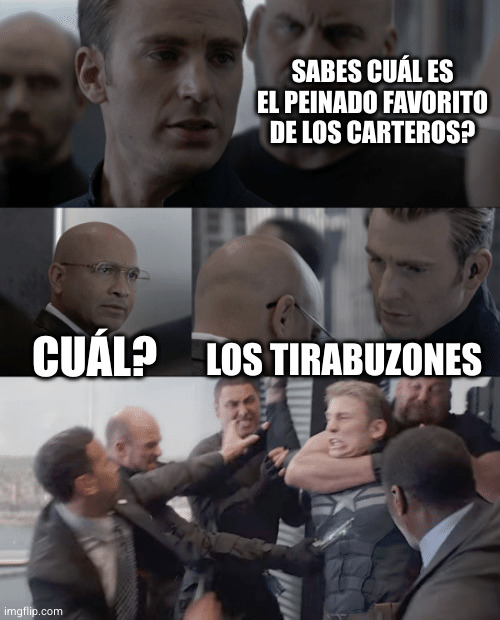 SABES CUÁL ES
EL PEINADO FAVORITO
DE LOS CARTEROS?
CUÁL?
LOS TIRABUZONES
imgflip.com